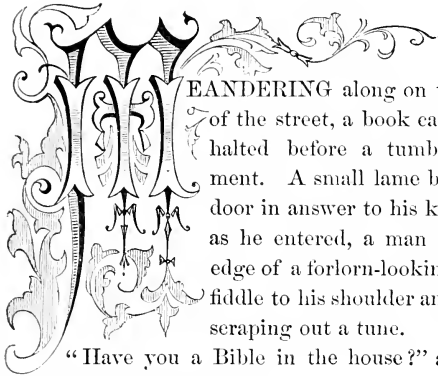 MEANDERING along on
of the street, a book ca
halted before a tumb
ment. A small lame b
door in answer to his k
as he entered, a man
edge of a forlorn-lookin
fiddle to his shoulder an
scraping out a tune.
“Have you a Bible in the house?”